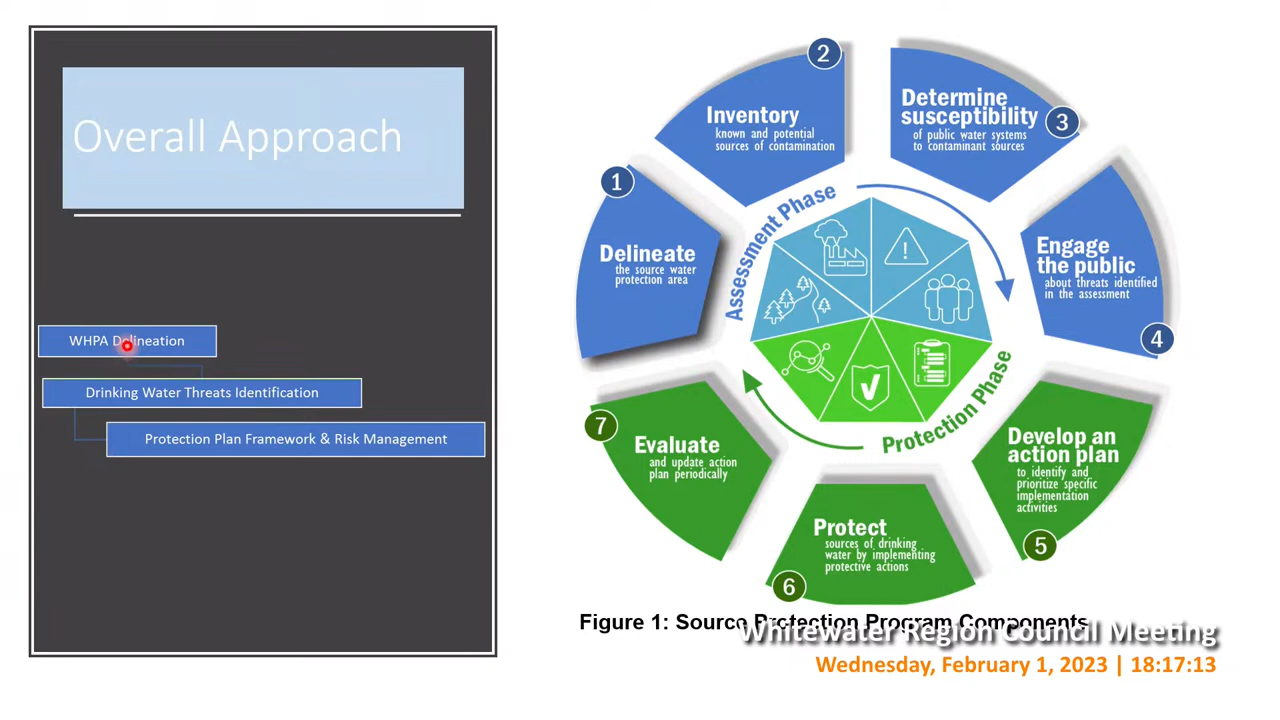 Overall Approach
WHPA Delineation
Drinking Water Threats Identification
Protection Plan Framework & Risk Management
1
Delineate
the source water
protection area
2
Inventory
known and potential
sources of contamination
3
Determine
susceptibility
of public water systems
to contaminant sources
4
Engage
the public
about threats identified
in the assessment
5
Develop an
action plan
to identify and
prioritize specific
implementation
activities
6
Protect
sources of drinking
water by implementing
protective actions
7
Evaluate
and update action
plan periodically
Assessment Phase
Protection Phase
Figure 1: Source Protection Program Components
Whitewater Region Council Meeting
Wednesday, February 1, 2023 | 18:17:13